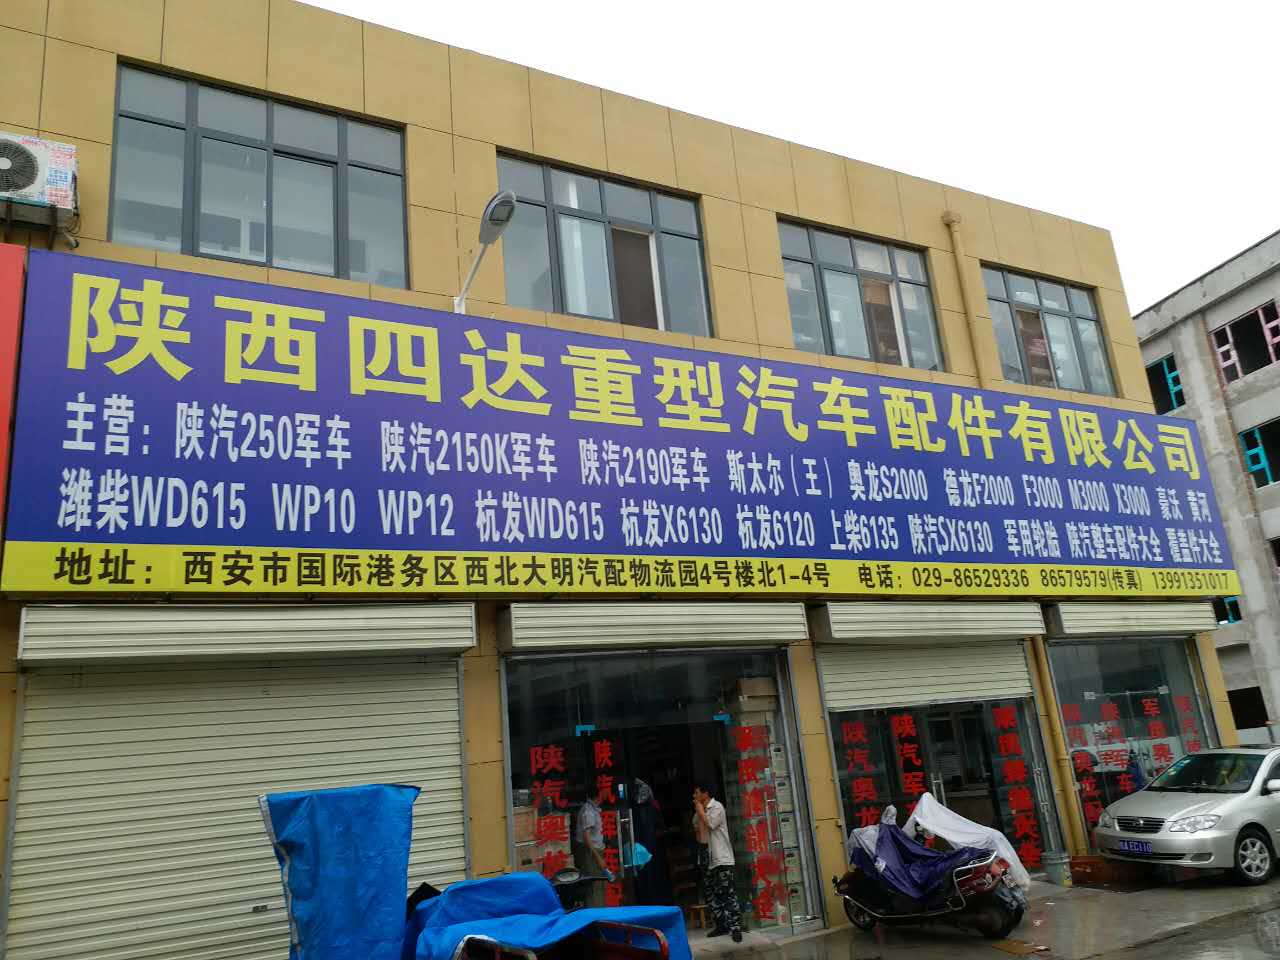 陕西四达重型汽车配件有限公司
主营：陕汽250军车 陕汽2150K军车 陕汽2190军车 斯太尔（王） 奥龙S2000 德龙F2000 F3000 M3000 X3000 豪沃 黄河
潍柴WD615 WP10 WP12 杭发WD615 杭发X6130 杭发6120 上柴6135 陕汽SX6130 军用轮胎 陕汽整车配件大全 覆盖件大全
地址：西安市国际港务区西北大明汽配物流园4号楼北1-4号 电话：029-86529336 86579579(传真) 13991351017
陕汽奥龙
陕汽军车配
陕汽奥龙
陕汽军车